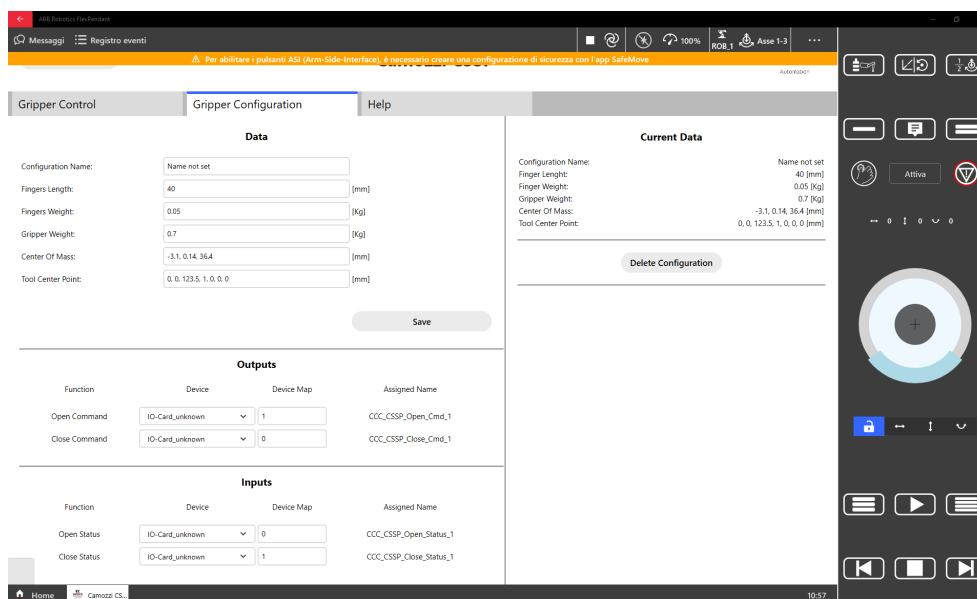 ABB Robotics FlexPendant
Messaggi Registro eventi 100% ROB_1 Asse 1-3 ...
Per abilitare i pulsanti ASI (Arm-Side-Interface), è necessario creare una configurazione di sicurezza con l'app SafeMove
Automation
Gripper Control Gripper Configuration Help
Data
Configuration Name: Name not set
Fingers Length: 40 [mm]
Fingers Weight: 0.05 [Kg]
Gripper Weight: 0.7 [Kg]
Center Of Mass: -3.1, 0.14, 36.4 [mm]
Tool Center Point: 0, 0, 123.5, 1, 0, 0, 0 [mm]
Save
Current Data
Configuration Name: Name not set
Finger Lenght: 40 [mm]
Finger Weight: 0.05 [Kg]
Gripper Weight: 0.7 [Kg]
Center Of Mass: -3.1, 0.14, 36.4 [mm]
Tool Center Point: 0, 0, 123.5, 1, 0, 0, 0 [mm]
Delete Configuration
Outputs
Function Device Device Map Assigned Name
Open Command IO-Card_unknown 1 CCC_CSSP_Open_Cmd_1
Close Command IO-Card_unknown 0 CCC_CSSP_Close_Cmd_1
Inputs
Function Device Device Map Assigned Name
Open Status IO-Card_unknown 0 CCC_CSSP_Open_Status_1
Close Status IO-Card_unknown 1 CCC_CSSP_Close_Status_1
Attiva
0 0 0
Home Camozzi CS... 10:57